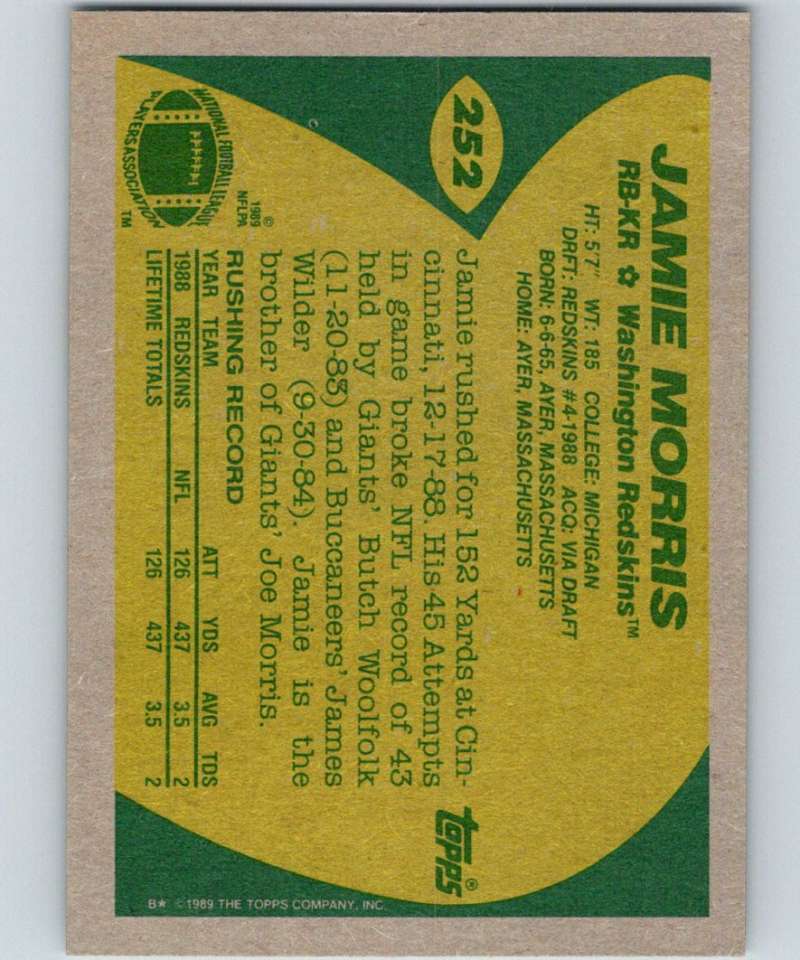 252
JAMIE MORRIS
RB-KR ✿ Washington Redskins™
HT: 5'7" WT: 185 COLLEGE: MICHIGAN
DRFT: REDSKINS #4-1988 ACQ: VIA DRAFT
BORN: 6-6-65, AYER, MASSACHUSETTS
HOME: AYER, MASSACHUSETTS
Jamie rushed for 152 Yards at Cin-
cinnati, 12-17-88. His 45 Attempts
in game broke NFL record of 43
held by Giants' Butch Woolfolk
(11-20-83) and Buccaneers' James
Wilder (9-30-84). Jamie is the
brother of Giants' Joe Morris.
topps®
NATIONAL FOOTBALL LEAGUE
PLAYERS ASSOCIATION
TM
©
1989
NFLPA
RUSHING RECORD
YEAR TEAM ATT YDS AVG TDS
1988 REDSKINS NFL 126 437 3.5 2
LIFETIME TOTALS 126 437 3.5 2
B* ©1989 THE TOPPS COMPANY, INC.